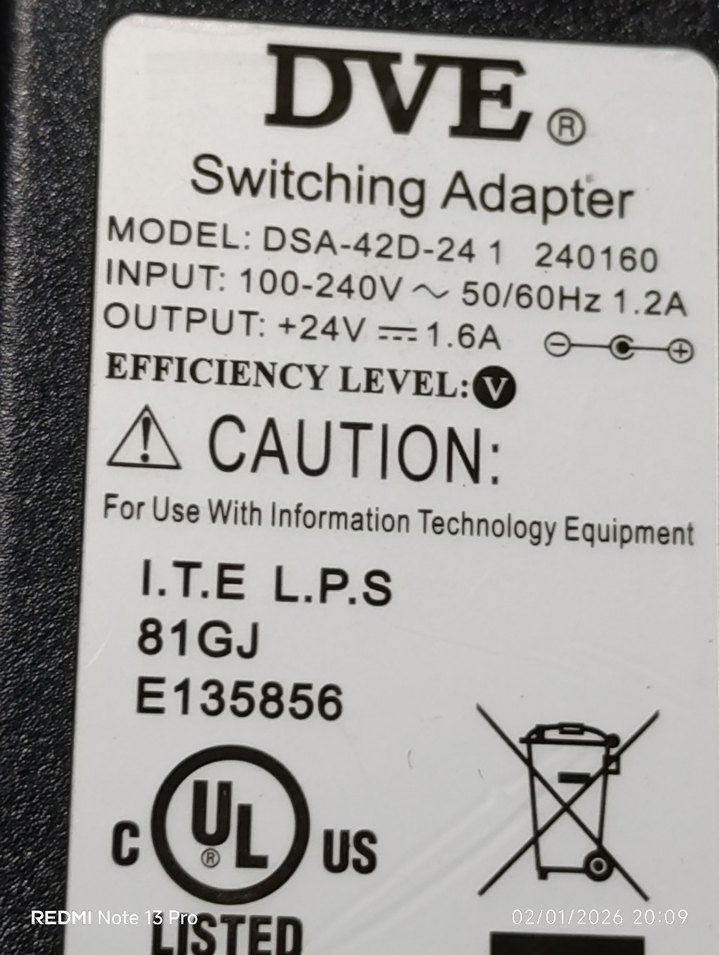 DVE®
Switching Adapter
MODEL: DSA-42D-24 1 240160
INPUT: 100-240V ~ 50/60Hz 1.2A
OUTPUT: +24V ⎓ 1.6A
EFFICIENCY LEVEL: V
CAUTION:
For Use With Information Technology Equipment
I.T.E L.P.S
81GJ
E135856
C UL® US
LISTED
REDMI Note 13 Pro
02/01/2026 20:09